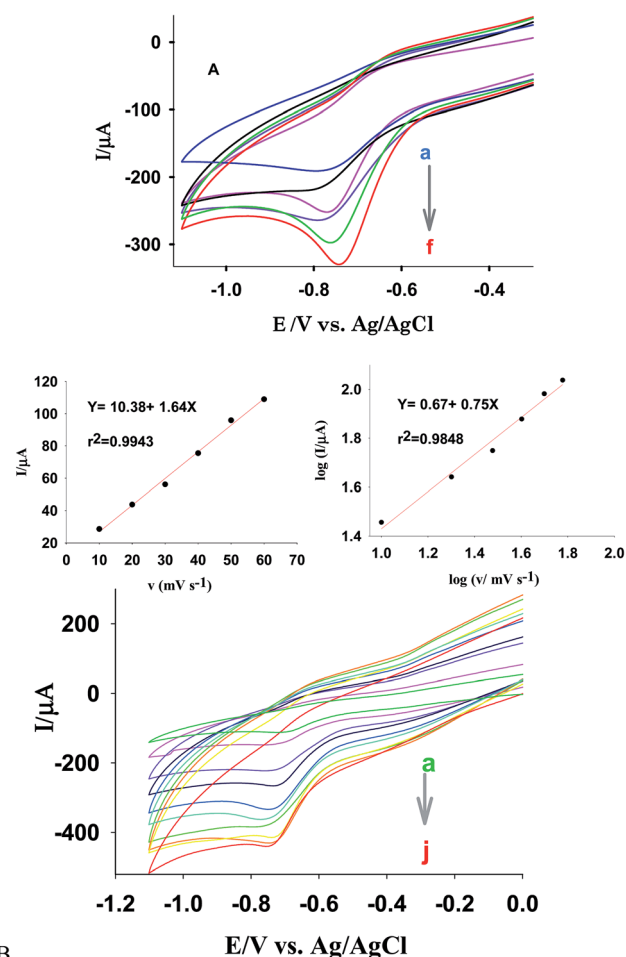 0
-100
-200
-300
I/µA
A
a
f
-1.0 -0.8 -0.6 -0.4
E /V vs. Ag/AgCl
120
100
80
60
40
20
I/µA
Y= 10.38+ 1.64X
r2=0.9943
0 10 20 30 40 50 60 70
v (mV s-1)
2.0
1.8
1.6
1.4
log (I/µA)
Y= 0.67+ 0.75X
r2=0.9848
1.0 1.2 1.4 1.6 1.8 2.0
log (v/ mV s-1)
200
0
-200
-400
I/µA
a
j
-1.2 -1.0 -0.8 -0.6 -0.4 -0.2 0.0
E/V vs. Ag/AgCl
B